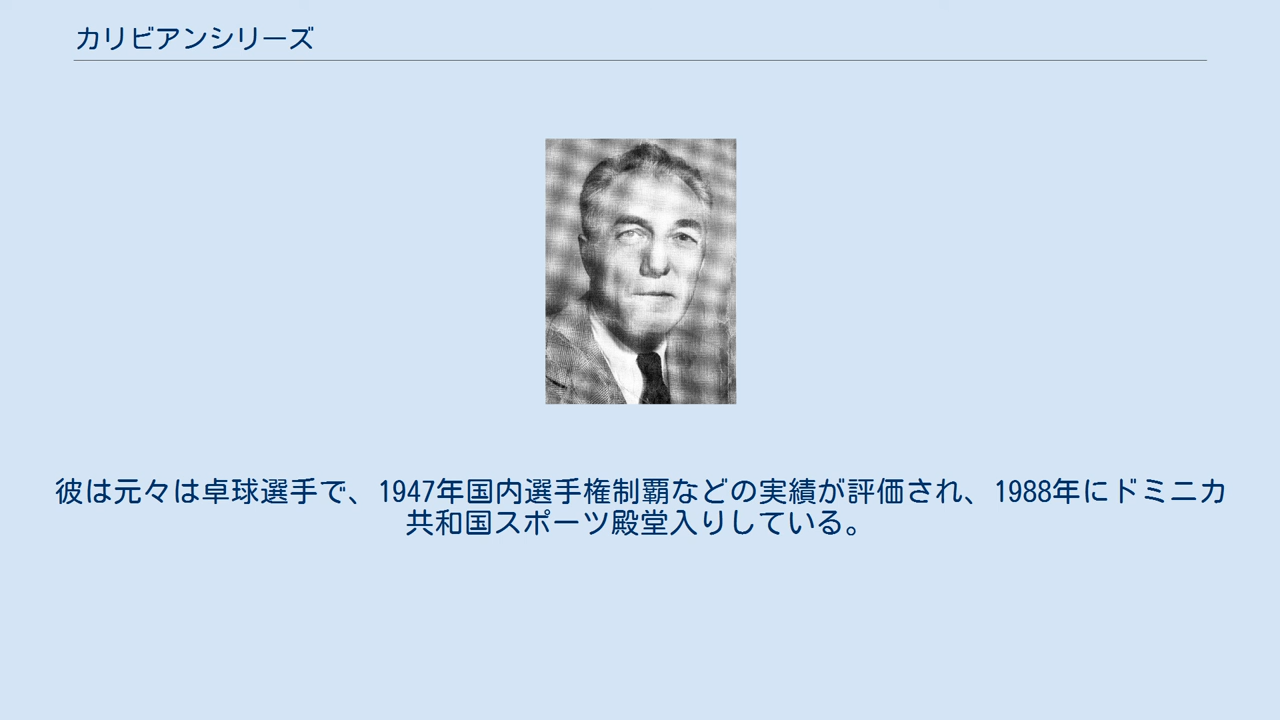 カリビアンシリーズ
彼は元々は卓球選手で、1947年国内選手権制覇などの実績が評価され、1988年にドミニカ
共和国スポーツ殿堂入りしている。